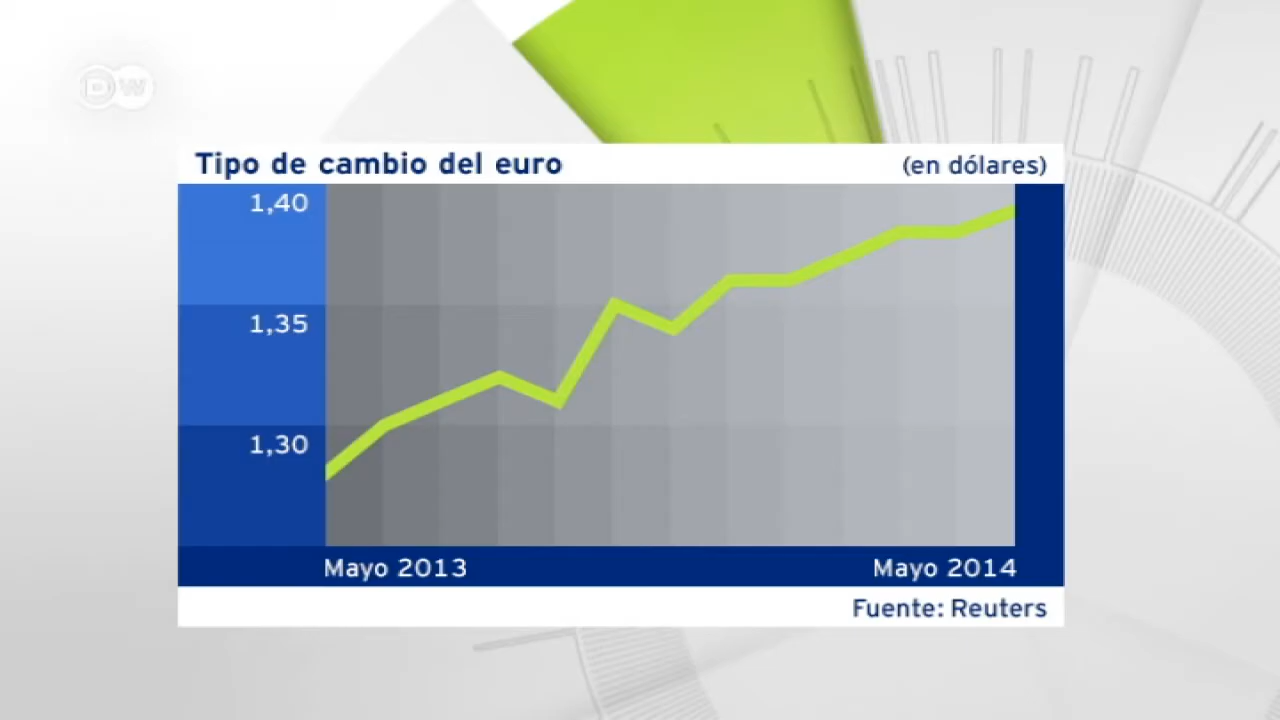 DW
Tipo de cambio del euro
(en dólares)
1,40
1,35
1,30
Mayo 2013
Mayo 2014
Fuente: Reuters